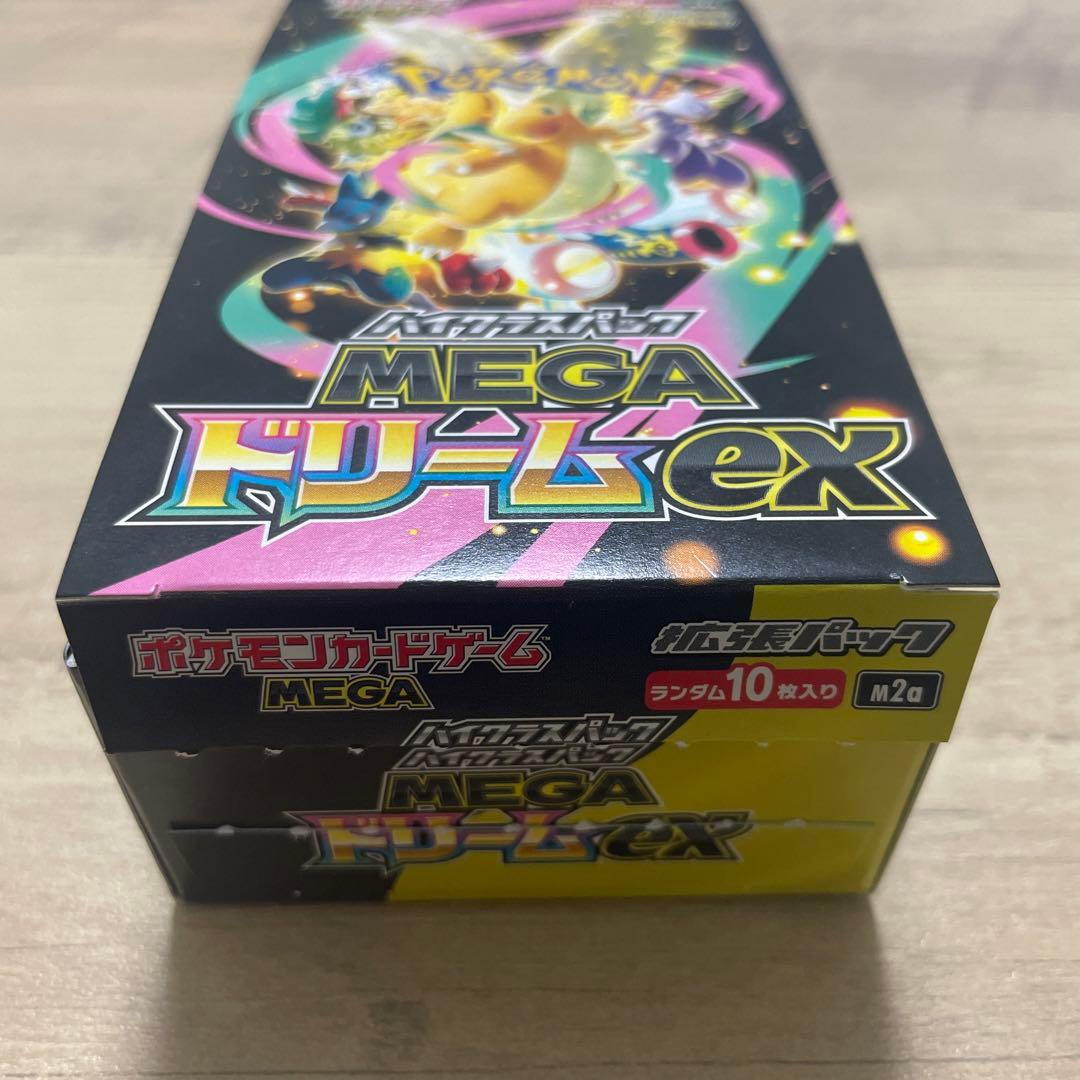 POKÉMON
ハイクラスパック
MEGA
ドリームex
ポケモンカードゲーム™
MEGA
拡張パック
ランダム10枚入り
M2a
ハイクラスパック
ハイクラスパック
MEGA
ドリームex